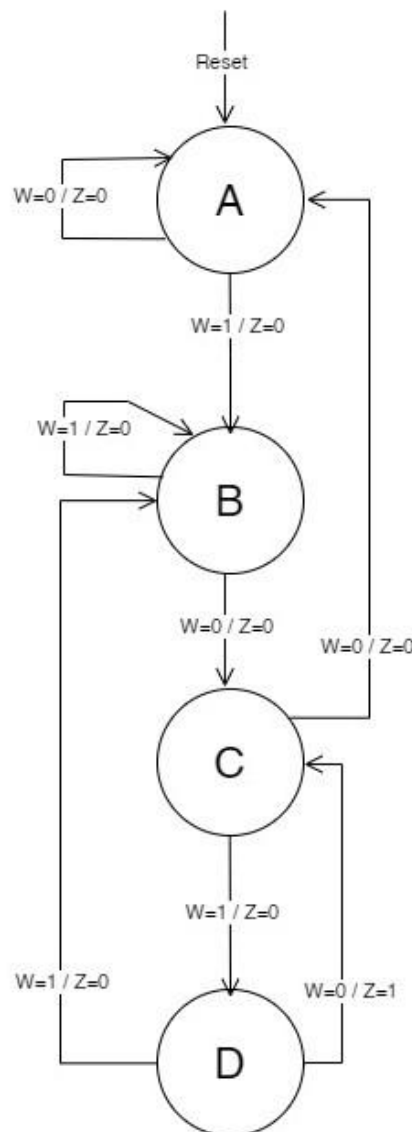 Reset
A
W=0 / Z=0
W=1 / Z=0
W=1 / Z=0
B
W=0 / Z=0
W=0 / Z=0
C
W=1 / Z=0
W=1 / Z=0
W=0 / Z=1
D